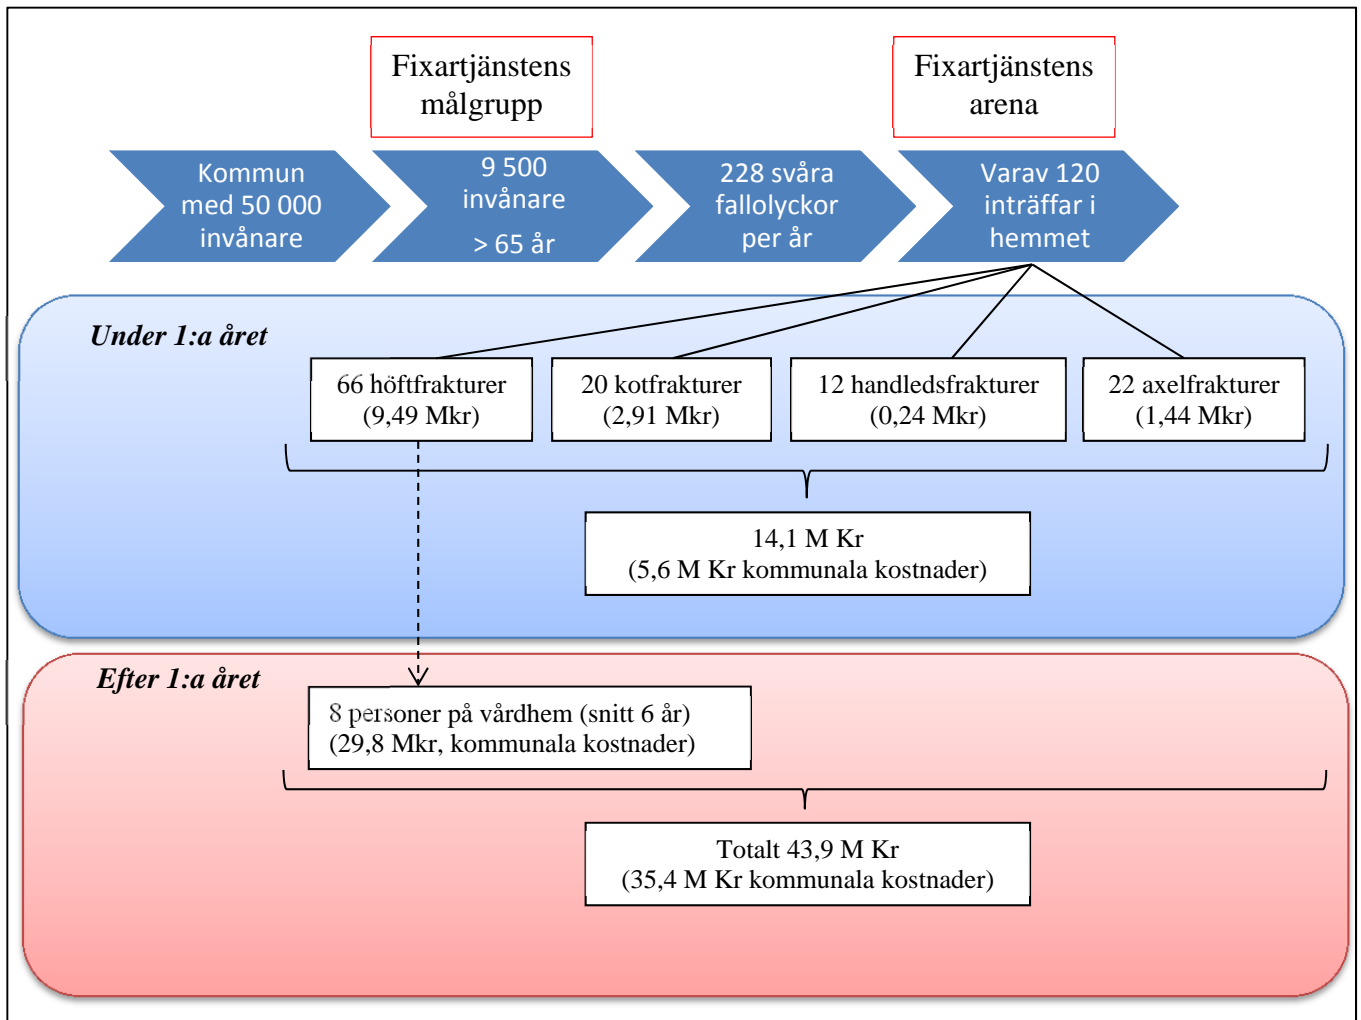 Fixartjänstens
målgrupp
Fixartjänstens
arena
Kommun
med 50 000
invånare
9 500
invånare
> 65 år
228 svåra
fallolyckor
per år
Varav 120
inträffar i
hemmet
Under 1:a året
66 höftfrakturer
(9,49 Mkr)
20 kotfrakturer
(2,91 Mkr)
12 handledsfrakturer
(0,24 Mkr)
22 axelfrakturer
(1,44 Mkr)
14,1 M Kr
(5,6 M Kr kommunala kostnader)
Efter 1:a året
8 personer på vårdhem (snitt 6 år)
(29,8 Mkr, kommunala kostnader)
Totalt 43,9 M Kr
(35,4 M Kr kommunala kostnader)